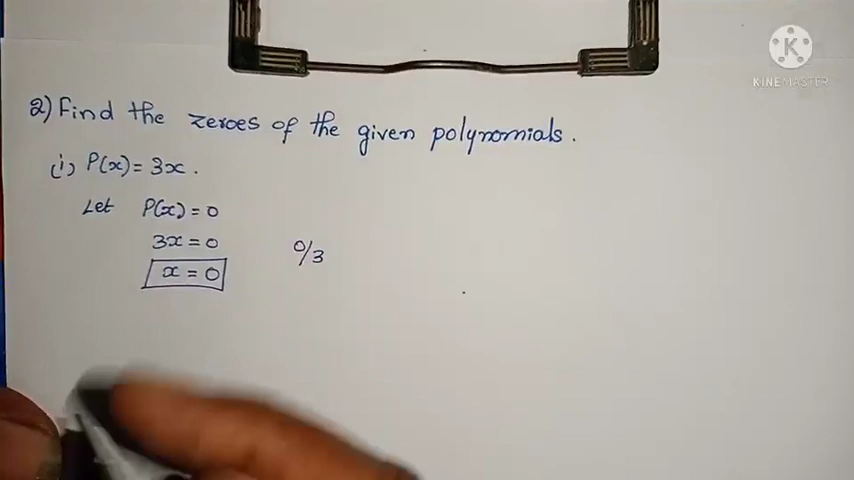 2) Find the zeroes of the given polynomials.
(i) P(x) = 3x.
Let P(x) = 0
3x = 0
0/3
x = 0
KINEMASTER